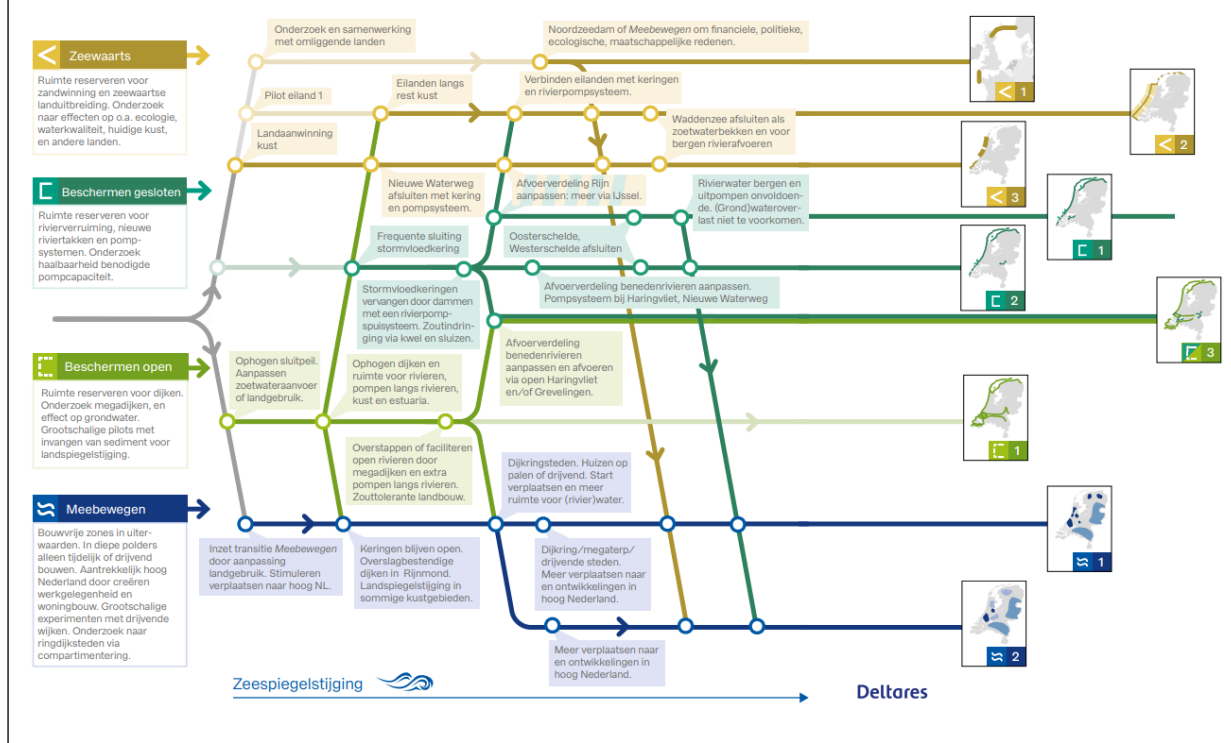 Zeewaarts
Ruimte reserveren voor
zandwinning en zeewaartse
landuitbreiding. Onderzoek
naar effecten op o.a. ecologie,
waterkwaliteit, huidige kust,
en andere landen.
Beschermen gesloten
Ruimte reserveren voor
rivierverruiming, nieuwe
riviertakken en pomp-
systemen. Onderzoek
haalbaarheid benodigde
pompcapaciteit.
Beschermen open
Ruimte reserveren voor dijken.
Onderzoek megadijken, en
effect op grondwater.
Grootschalige pilots met
invangen van sediment voor
landspiegelstijging.
Meebewegen
Bouwvrije zones in uiter-
waarden. In diepe polders
alleen tijdelijk of drijvend
bouwen. Aantrekkelijk hoog
Nederland door creëren
werkgelegenheid en
woningbouw. Grootschalige
experimenten met drijvende
wijken. Onderzoek naar
ringdijksteden via
compartimentering.
Onderzoek en samenwerking
met omliggende landen
Noordzeedam of Meebewegen om financiele, politieke,
ecologische, maatschappelijke redenen.
Pilot eiland 1
Eilanden langs
rest kust
Verbinden eilanden met keringen
en rivierpompsysteem.
Landaanwinning
kust
Waddenzee afsluiten als
zoetwaterbekken en voor
bergen rivierafvoeren
Nieuwe Waterweg
afsluiten met kering
en pompsysteem.
Afvoerverdeling Rijn
aanpassen: meer via IJssel.
Rivierwater bergen en
uitpompen onvoldoen-
de. (Grond)waterover-
last niet te voorkomen.
Frequente sluiting
stormvloedkering
Oosterschelde,
Westerschelde afsluiten
Stormvloedkeringen
vervangen door dammen
met een rivierpomp-
spuisysteem. Zoutindrin-
ging via kwel en sluizen.
Afvoerverdeling benedenrivieren aanpassen.
Pompsysteem bij Haringvliet, Nieuwe Waterweg
Afvoerverdeling
benedenrivieren
aanpassen en afvoeren
via open Haringvliet
en/of Grevelingen.
Ophogen sluitpeil.
Aanpassen
zoetwateraanvoer
of landgebruik.
Ophogen dijken en
ruimte voor rivieren,
pompen langs rivieren,
kust en estuaria.
Overstappen of faciliteren
open rivieren door
megadijken en extra
pompen langs rivieren.
Zouttolerante landbouw.
Dijkringsteden. Huizen op
palen of drijvend. Start
verplaatsen en meer
ruimte voor (rivier)water.
Inzet transitie Meebewegen
door aanpassing
landgebruik. Stimuleren
verplaatsen naar hoog NL.
Keringen blijven open.
Overslagbestendige
dijken in Rijnmond.
Landspiegelstijging in
sommige kustgebieden.
Dijkring/megaterp/
drijvende steden.
Meer verplaatsen naar
en ontwikkelingen in
hoog Nederland.
Meer verplaatsen naar
en ontwikkelingen in
hoog Nederland.
1
2
3
1
2
3
1
1
2
Zeespiegelstijging
Deltares